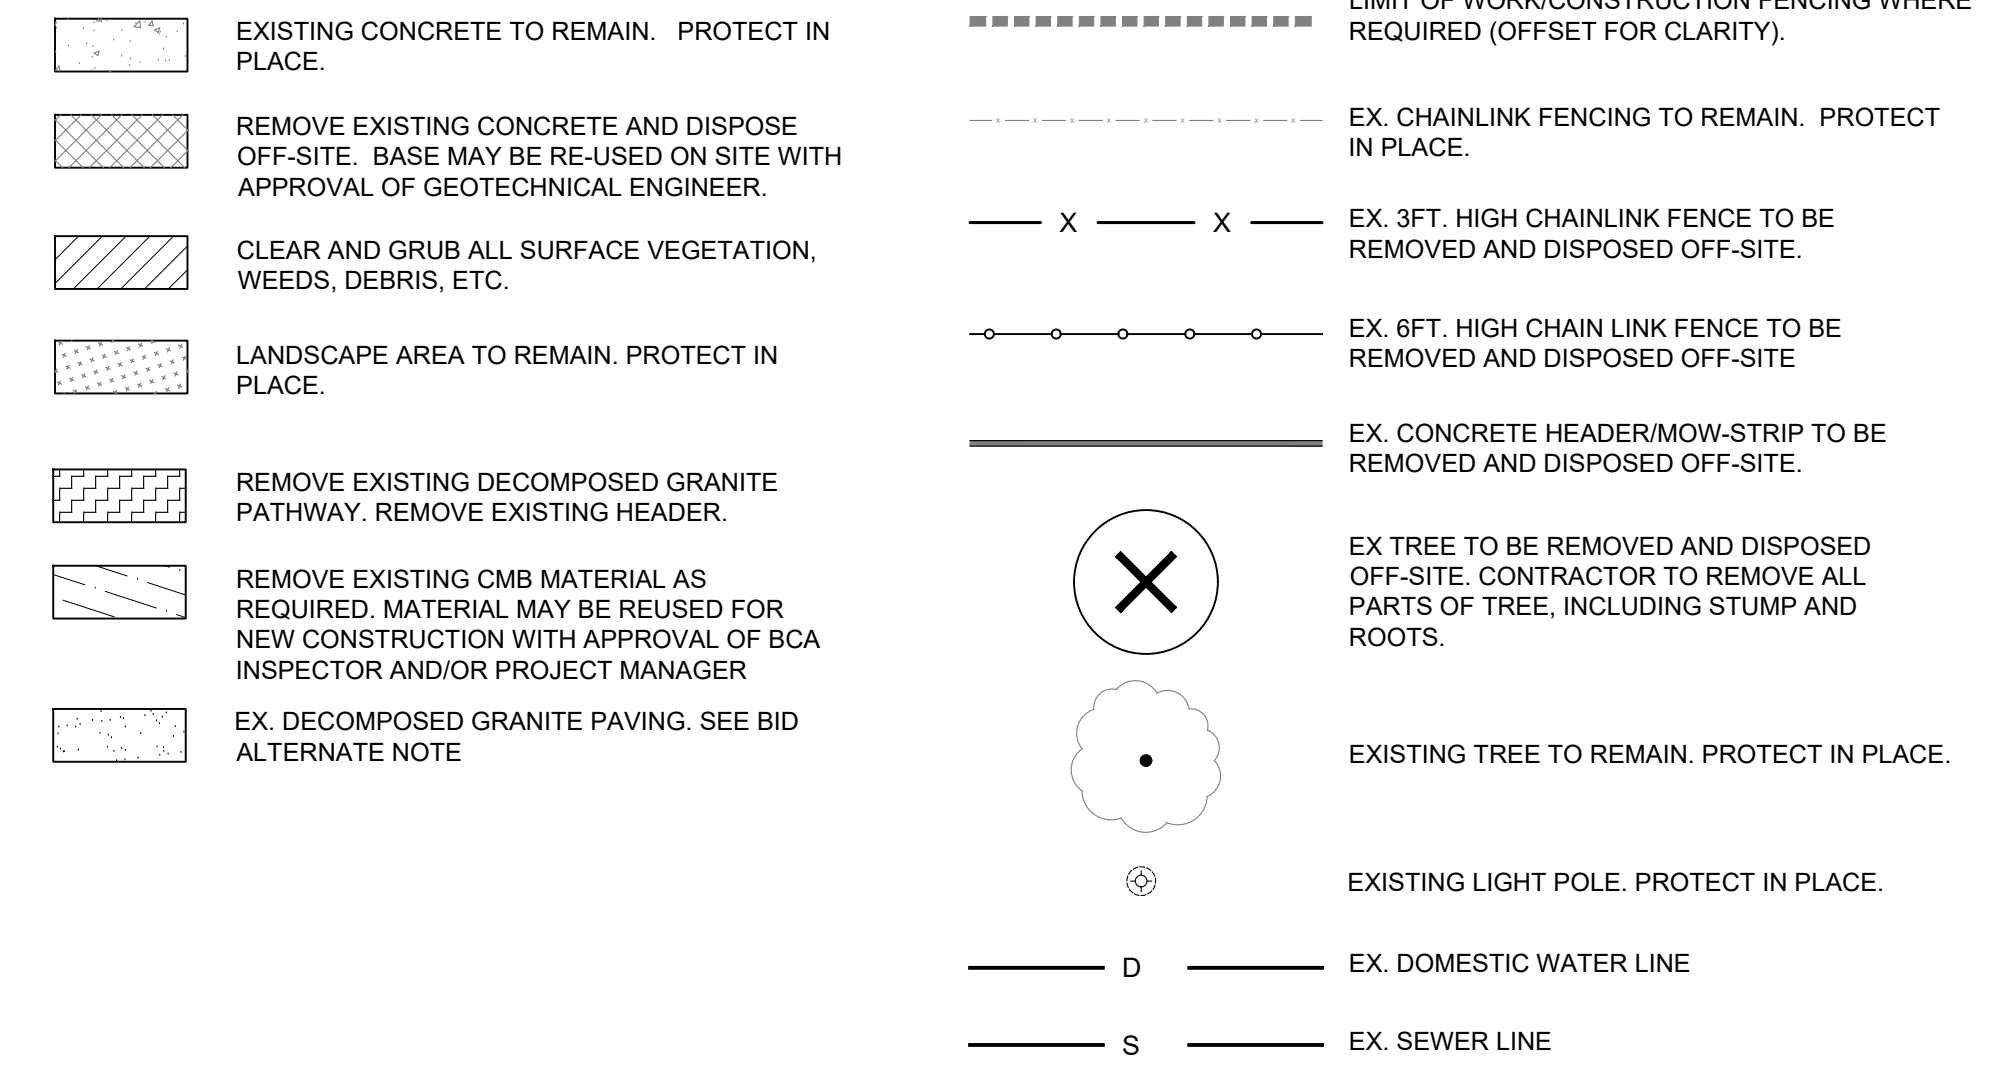 EXISTING CONCRETE TO REMAIN.   PROTECT IN
PLACE.
REMOVE EXISTING CONCRETE AND DISPOSE
OFF-SITE.  BASE MAY BE RE-USED ON SITE WITH
APPROVAL OF GEOTECHNICAL ENGINEER.
CLEAR AND GRUB ALL SURFACE VEGETATION,
WEEDS, DEBRIS, ETC.
LANDSCAPE AREA TO REMAIN. PROTECT IN
PLACE.
REMOVE EXISTING DECOMPOSED GRANITE
PATHWAY. REMOVE EXISTING HEADER.
REMOVE EXISTING CMB MATERIAL AS
REQUIRED. MATERIAL MAY BE REUSED FOR
NEW CONSTRUCTION WITH APPROVAL OF BCA
INSPECTOR AND/OR PROJECT MANAGER
EX. DECOMPOSED GRANITE PAVING. SEE BID
ALTERNATE NOTE
LIMIT OF WORK/CONSTRUCTION FENCING WHERE
REQUIRED (OFFSET FOR CLARITY).
x x x x x x x x x
EX. CHAINLINK FENCING TO REMAIN.  PROTECT
IN PLACE.
X X
EX. 3FT. HIGH CHAINLINK FENCE TO BE
REMOVED AND DISPOSED OFF-SITE.
EX. 6FT. HIGH CHAIN LINK FENCE TO BE
REMOVED AND DISPOSED OFF-SITE
EX. CONCRETE HEADER/MOW-STRIP TO BE
REMOVED AND DISPOSED OFF-SITE.
EX TREE TO BE REMOVED AND DISPOSED
OFF-SITE. CONTRACTOR TO REMOVE ALL
PARTS OF TREE, INCLUDING STUMP AND
ROOTS.
EXISTING TREE TO REMAIN. PROTECT IN PLACE.
EXISTING LIGHT POLE. PROTECT IN PLACE.
D
EX. DOMESTIC WATER LINE
S
EX. SEWER LINE